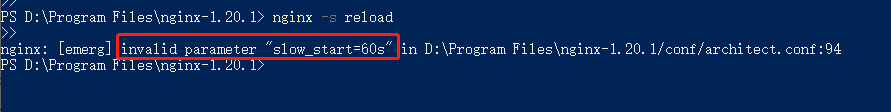 >>
PS D:\Program Files\nginx-1.20.1> nginx -s reload
>>
nginx: [emerg] invalid parameter "slow_start=60s" in D:\Program Files\nginx-1.20.1/conf/architect.conf:94
PS D:\Program Files\nginx-1.20.1>